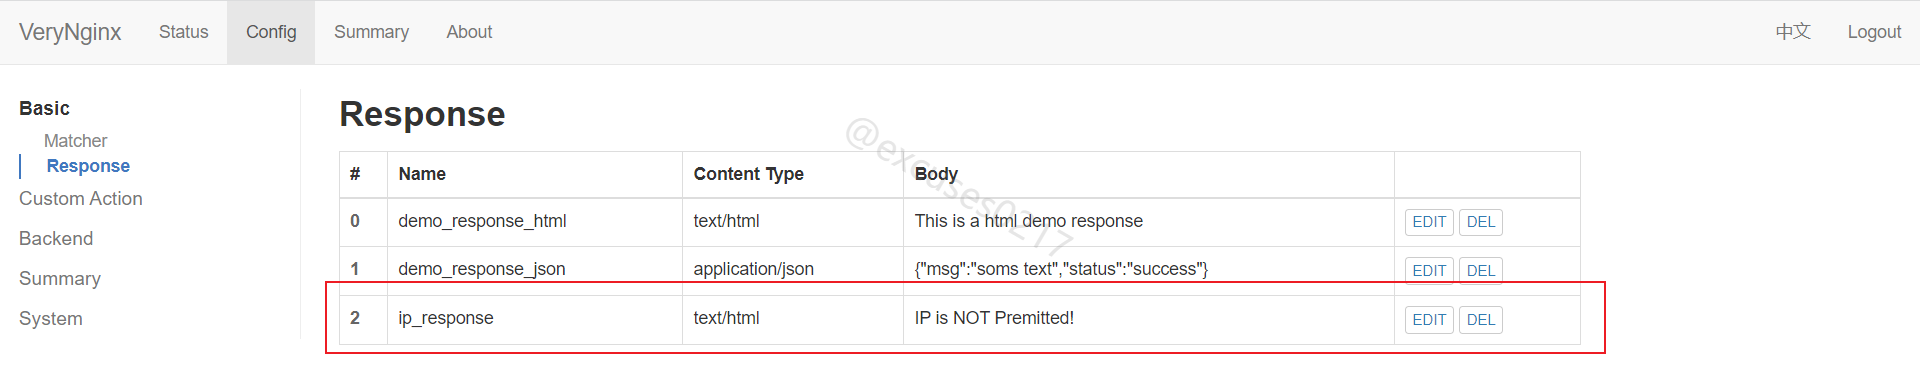 VeryNginx Status Config Summary About 中文 Logout
Basic
Matcher
Response
Custom Action
Backend
Summary
System
Response
# Name Content Type Body
0 demo_response_html text/html This is a html demo response EDIT DEL
1 demo_response_json application/json {"msg":"soms text","status":"success"} EDIT DEL
2 ip_response text/html IP is NOT Premitted! EDIT DEL
@excuses0217